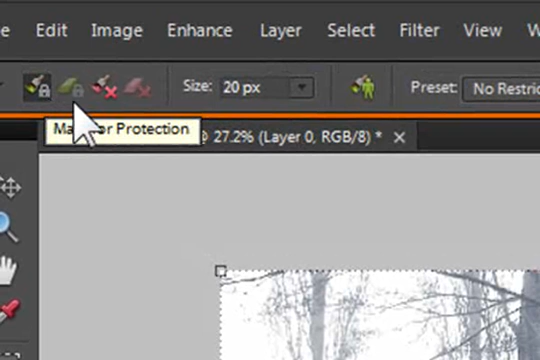 Edit Image Enhance Layer Select Filter View
Size: 20 px Preset: No Restric
Ma or Protection
27.2% (Layer 0, RGB/8) *